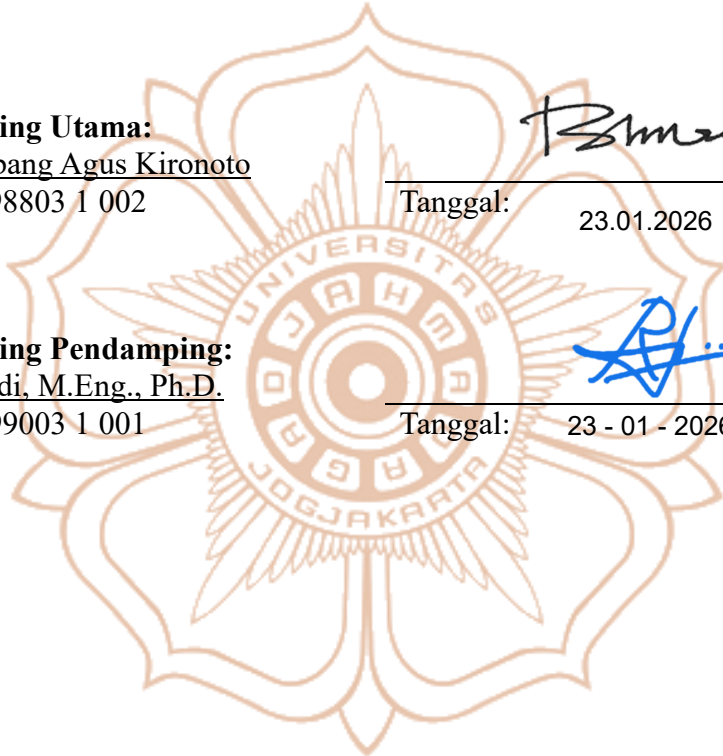 ing Utama:
bang Agus Kironoto
98803 1 002
Tanggal:
23.01.2026
ing Pendamping:
di, M.Eng., Ph.D.
99003 1 001
Tanggal:
23 - 01 - 2026
UNIVERSITAS
GADJAH MADA
JOGJAKARTA